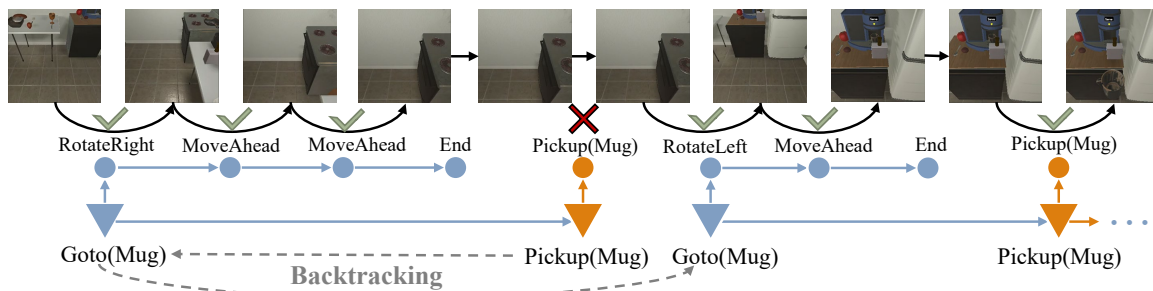 RotateRight MoveAhead MoveAhead End Pickup(Mug) RotateLeft MoveAhead End Pickup(Mug)
Goto(Mug) Pickup(Mug) Goto(Mug) Pickup(Mug)
Backtracking